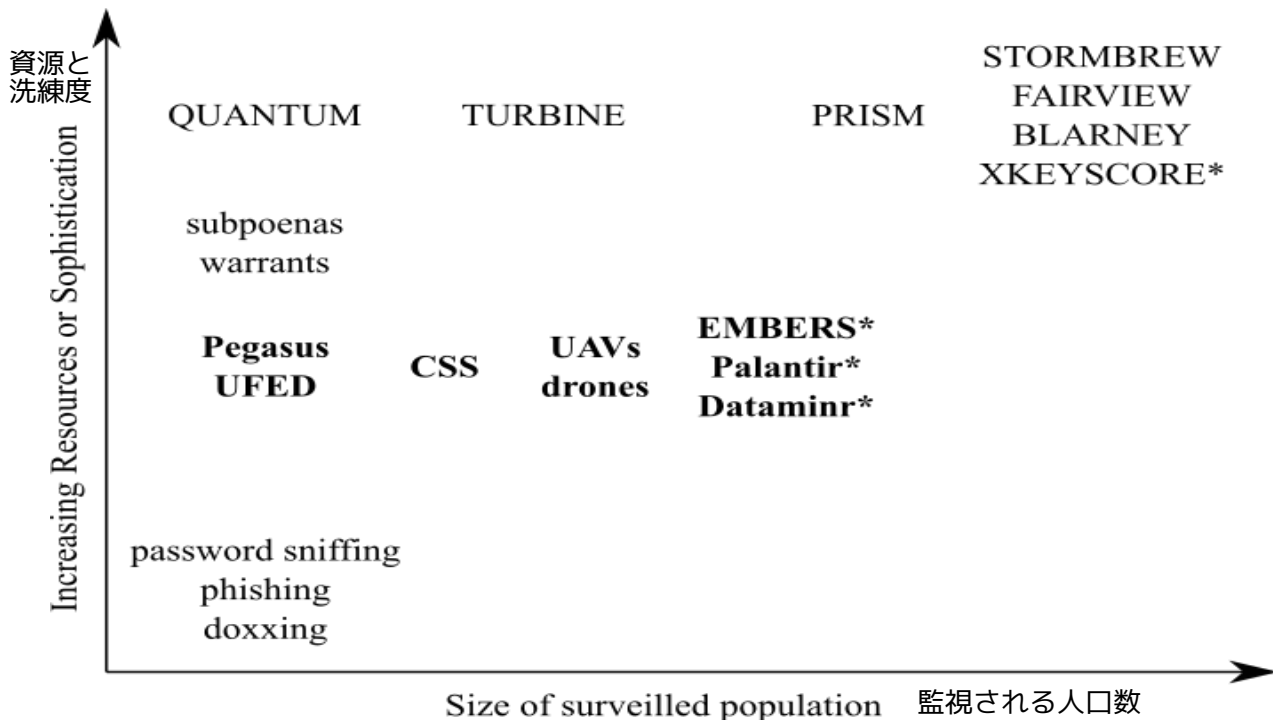 資源と
洗練度
Increasing Resources or Sophistication
QUANTUM
TURBINE
PRISM
STORMBREW
FAIRVIEW
BLARNEY
XKEYSCORE*
subpoenas
warrants
Pegasus
UFED
CSS
UAVs
drones
EMBERS*
Palantir*
Dataminr*
password sniffing
phishing
doxxing
Size of surveilled population
監視される人口数